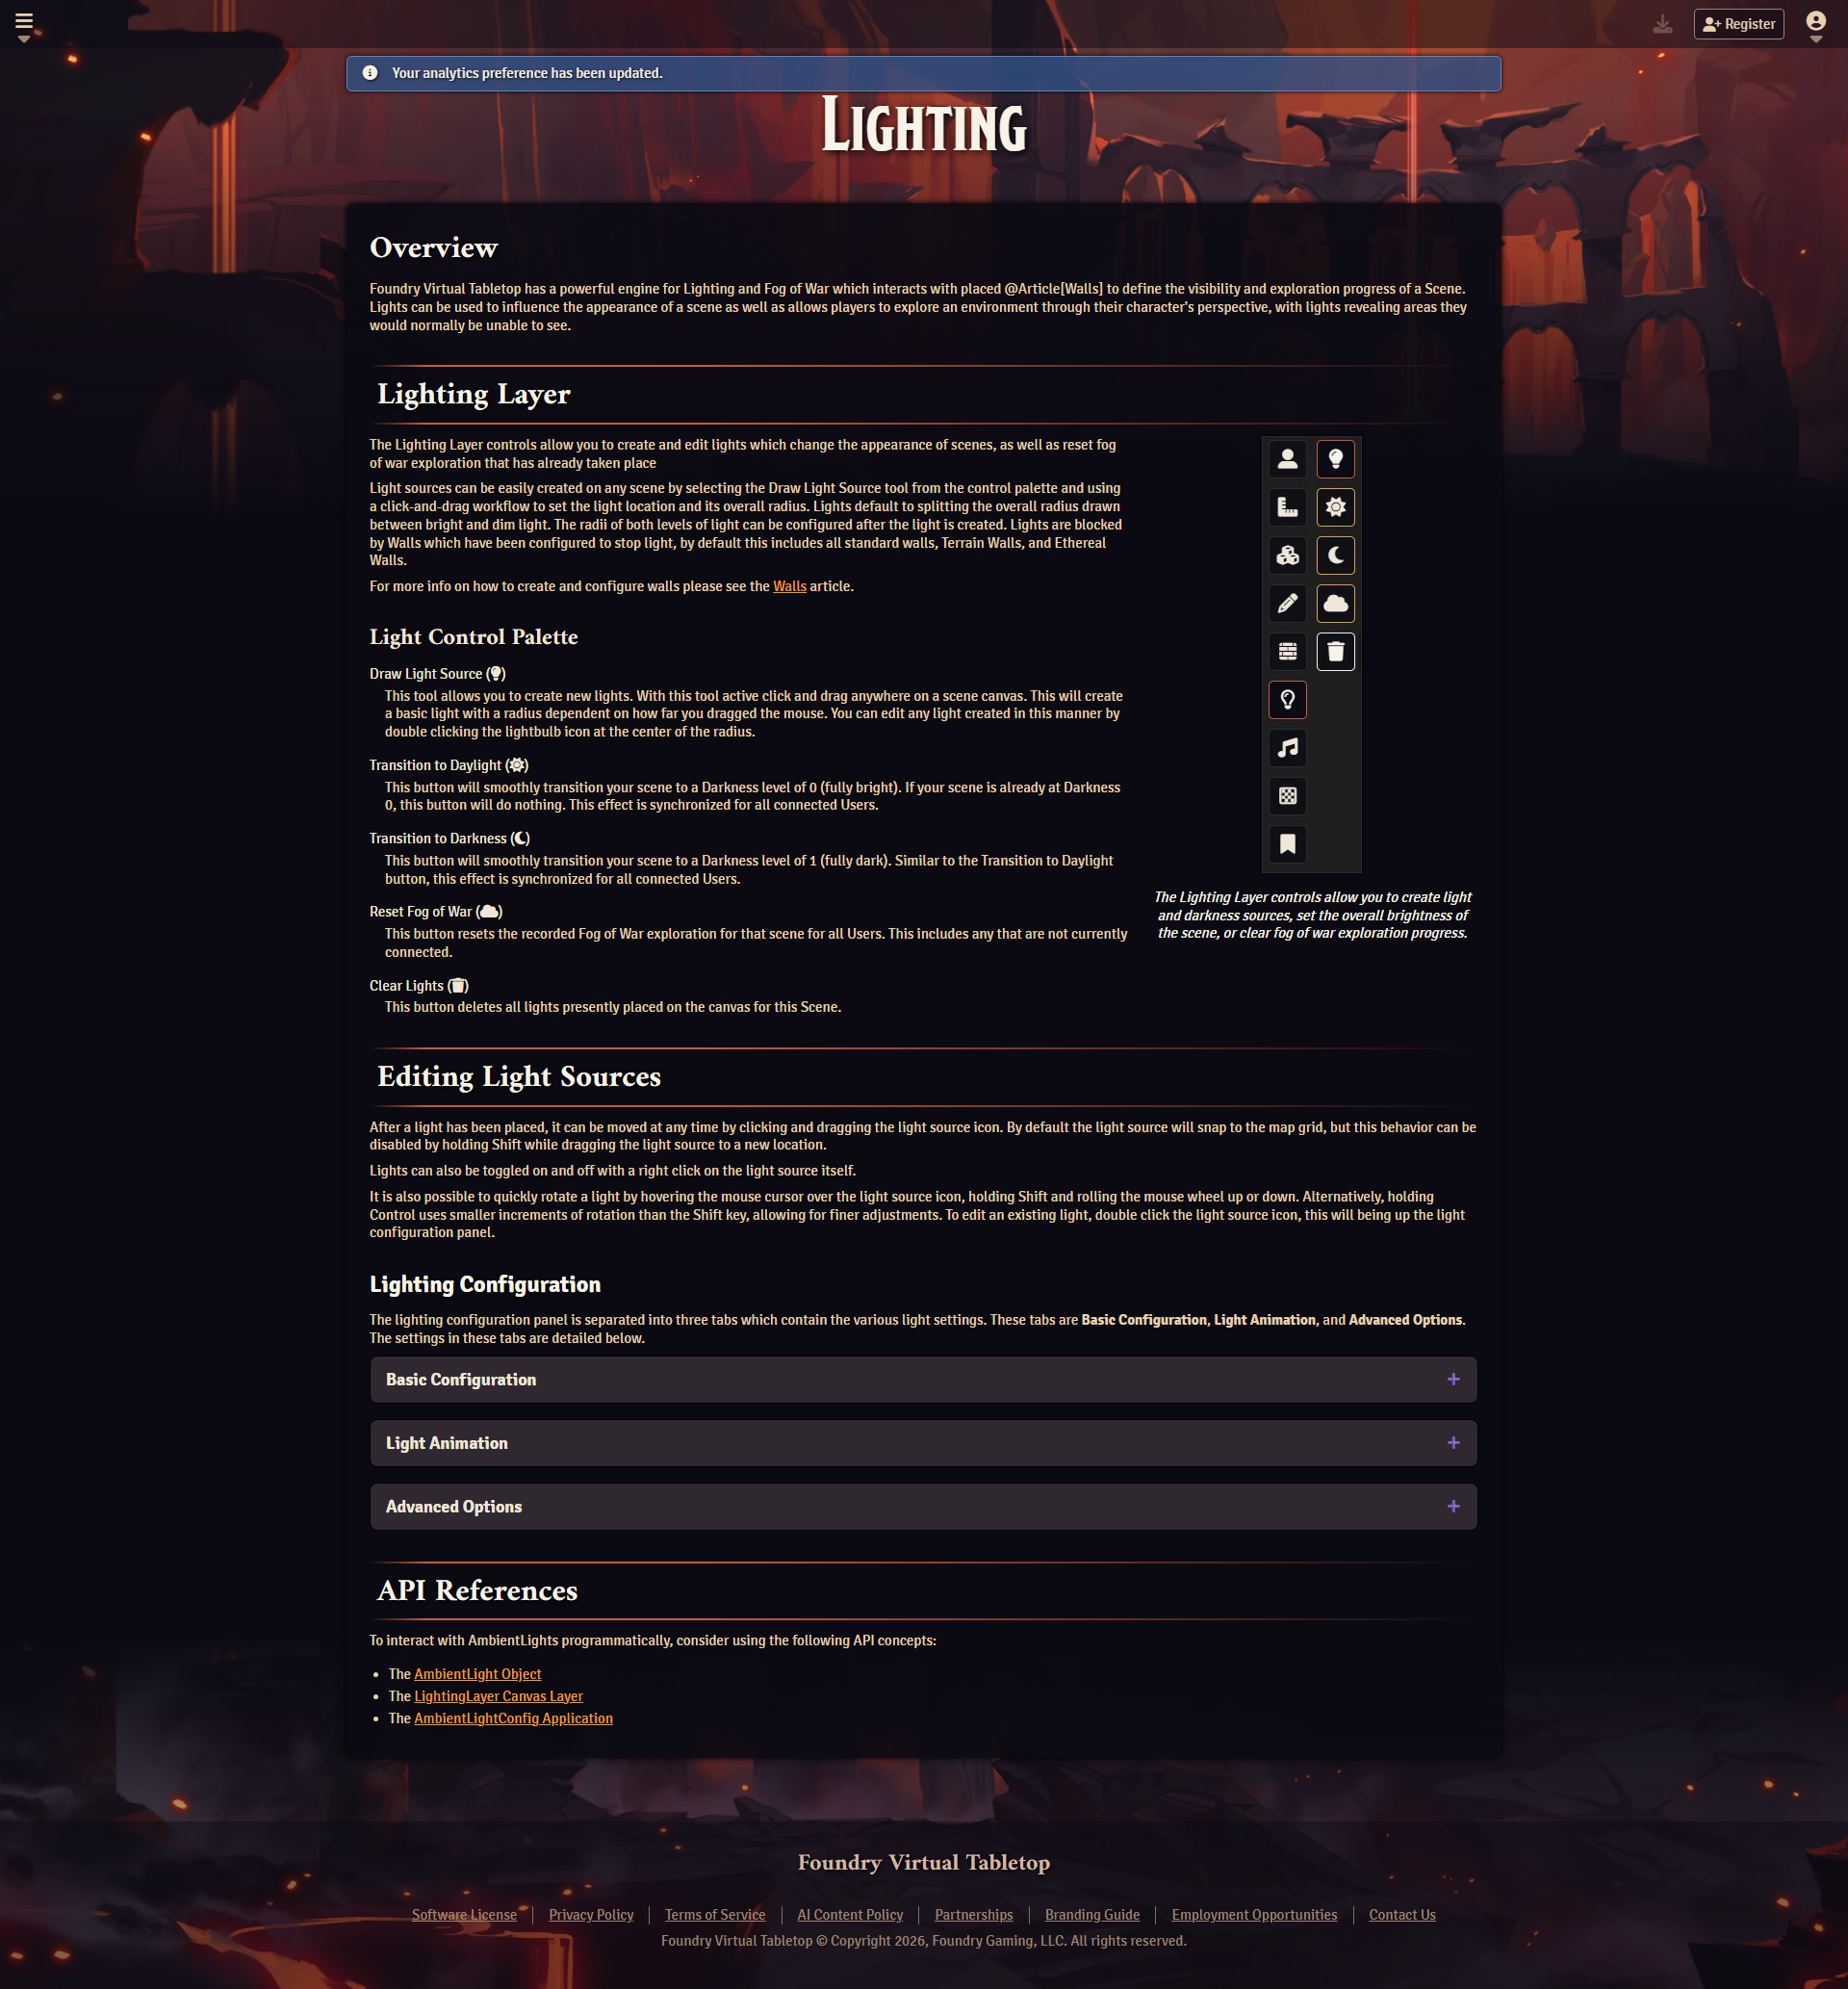 Register
Your analytics preference has been updated.
Lighting
Overview
Foundry Virtual Tabletop has a powerful engine for Lighting and Fog of War which interacts with placed @Article[Walls] to define the visibility and exploration progress of a Scene.
Lights can be used to influence the appearance of a scene as well as allows players to explore an environment through their character's perspective, with lights revealing areas they
would normally be unable to see.
Lighting Layer
The Lighting Layer controls allow you to create and edit lights which change the appearance of scenes, as well as reset fog
of war exploration that has already taken place
Light sources can be easily created on any scene by selecting the Draw Light Source tool from the control palette and using
a click-and-drag workflow to set the light location and its overall radius. Lights default to splitting the overall radius drawn
between bright and dim light. The radii of both levels of light can be configured after the light is created. Lights are blocked
by Walls which have been configured to stop light, by default this includes all standard walls, Terrain Walls, and Ethereal
Walls.
For more info on how to create and configure walls please see the Walls article.
Light Control Palette
Draw Light Source ()
This tool allows you to create new lights. With this tool active click and drag anywhere on a scene canvas. This will create
a basic light with a radius dependent on how far you dragged the mouse. You can edit any light created in this manner by
double clicking the lightbulb icon at the center of the radius.
Transition to Daylight ()
This button will smoothly transition your scene to a Darkness level of 0 (fully bright). If your scene is already at Darkness
0, this button will do nothing. This effect is synchronized for all connected Users.
Transition to Darkness ()
This button will smoothly transition your scene to a Darkness level of 1 (fully dark). Similar to the Transition to Daylight
button, this effect is synchronized for all connected Users.
Reset Fog of War ()
This button resets the recorded Fog of War exploration for that scene for all Users. This includes any that are not currently
connected.
Clear Lights ()
This button deletes all lights presently placed on the canvas for this Scene.
The Lighting Layer controls allow you to create light
and darkness sources, set the overall brightness of
the scene, or clear fog of war exploration progress.
Editing Light Sources
After a light has been placed, it can be moved at any time by clicking and dragging the light source icon. By default the light source will snap to the map grid, but this behavior can be
disabled by holding Shift while dragging the light source to a new location.
Lights can also be toggled on and off with a right click on the light source itself.
It is also possible to quickly rotate a light by hovering the mouse cursor over the light source icon, holding Shift and rolling the mouse wheel up or down. Alternatively, holding
Control uses smaller increments of rotation than the Shift key, allowing for finer adjustments. To edit an existing light, double click the light source icon, this will being up the light
configuration panel.
Lighting Configuration
The lighting configuration panel is separated into three tabs which contain the various light settings. These tabs are Basic Configuration, Light Animation, and Advanced Options.
The settings in these tabs are detailed below.
Basic Configuration +
Light Animation +
Advanced Options +
API References
To interact with AmbientLights programmatically, consider using the following API concepts:
• The AmbientLight Object
• The LightingLayer Canvas Layer
• The AmbientLightConfig Application
Foundry Virtual Tabletop
Software License | Privacy Policy | Terms of Service | AI Content Policy | Partnerships | Branding Guide | Employment Opportunities | Contact Us
Foundry Virtual Tabletop © Copyright 2026, Foundry Gaming, LLC. All rights reserved.